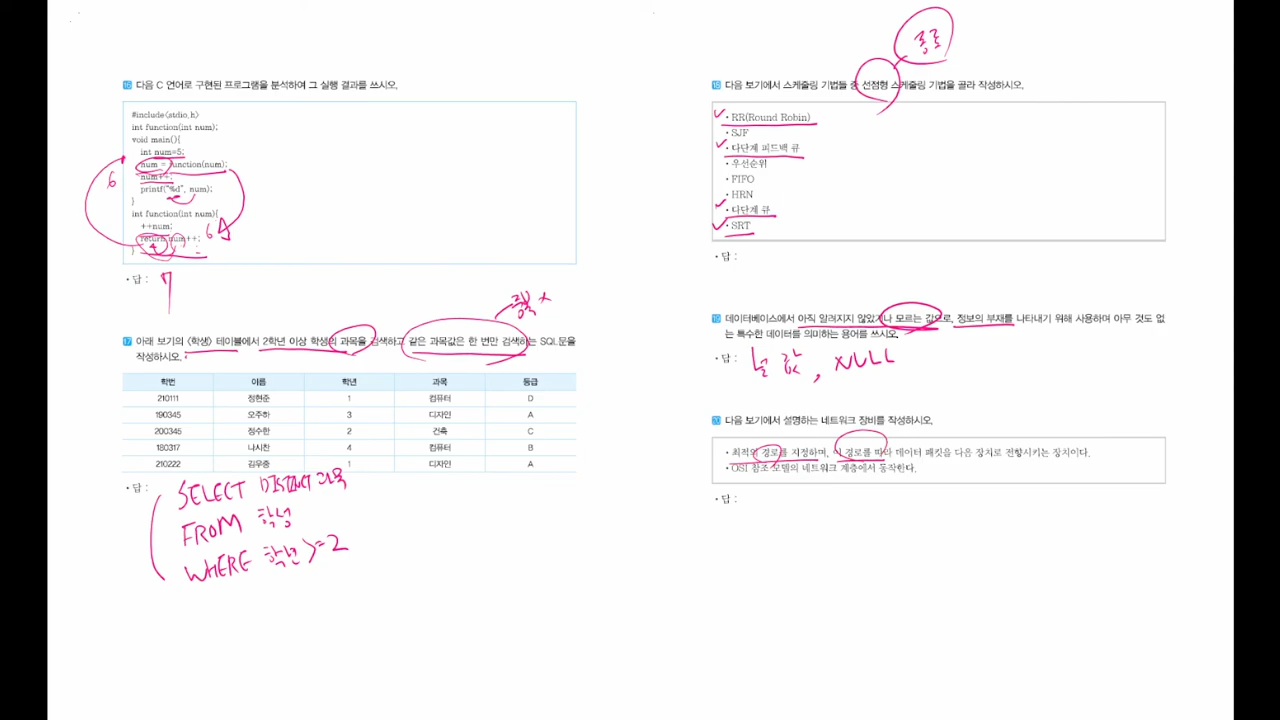 16 다음 C 언어로 구현된 프로그램을 분석하여 그 실행 결과를 쓰시오.
#include<stdio.h>
int function(int num);
void main(){
int num=5;
num = function(num);
num++;
printf("%d", num);
}
int function(int num){
++num;
return num++;
}
6
6
• 답 : 7
중복 x
17 아래 보기의 <학생> 테이블에서 2학년 이상 학생의 과목을 검색하고 같은 과목값은 한 번만 검색하는 SQL문을
작성하시오.
학번 이름 학년 과목 등급
210111 정현준 1 컴퓨터 D
190345 오주하 3 디자인 A
200345 정수한 2 건축 C
180317 나시찬 4 컴퓨터 B
210222 김우중 1 디자인 A
• 답 :
SELECT DISTINCT 과목
FROM 학생
WHERE 학년 >=2
종료
18 다음 보기에서 스케줄링 기법들 중 선점형 스케줄링 기법을 골라 작성하시오.
• RR(Round Robin)
• SJF
• 다단계 피드백 큐
• 우선순위
• FIFO
• HRN
• 다단계 큐
• SRT
• 답 :
19 데이터베이스에서 아직 알려지지 않았거나 모르는 값으로, 정보의 부재를 나타내기 위해 사용하며 아무 것도 없
는 특수한 데이터를 의미하는 용어를 쓰시오.
• 답 : 널 값, NULL
20 다음 보기에서 설명하는 네트워크 장비를 작성하시오.
• 최적의 경로를 지정하며, 이 경로를 따라 데이터 패킷을 다음 장치로 전향시키는 장치이다.
• OSI 참조 모델의 네트워크 계층에서 동작한다.
• 답 :